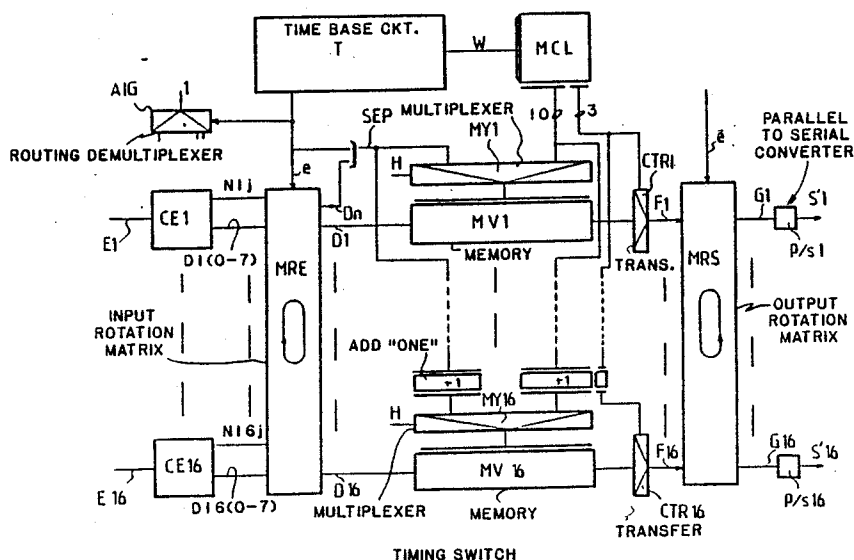 TIME BASE CKT.
T
W
MCL
AIG
1
ROUTING DEMULTIPLEXER
SEP
MULTIPLEXER
10
3
PARALLEL
TO SERIAL
CONVERTER
e
H
MY1
CTR1
ē
N1j
CE1
E1
D1(0-7)
MRE
Dn
D1
MV1
MEMORY
F1
TRANS.
MRS
G1
S'1
P/s1
INPUT
ROTATION
MATRIX
OUTPUT
ROTATION
MATRIX
ADD "ONE"
+1
+1
H
MY16
N16j
CE16
E16
D16(0-7)
D16
MULTIPLEXER
MV 16
MEMORY
F16
CTR16
TRANSFER
G16
S'16
P/s16
TIMING SWITCH